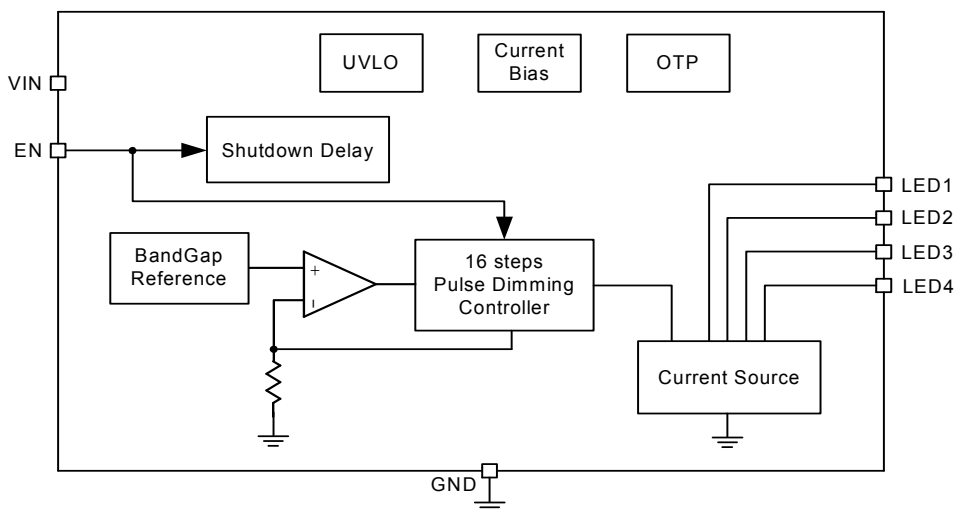 UVLO
Current
Bias
OTP
VIN
EN
Shutdown Delay
LED1
LED2
LED3
LED4
BandGap
Reference
+
-
16 steps
Pulse Dimming
Controller
Current Source
GND